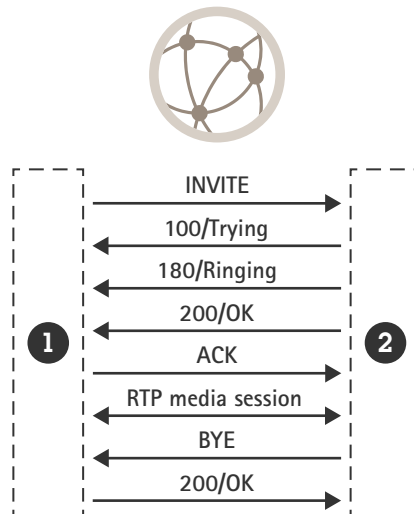 INVITE
100/Trying
180/Ringing
200/OK
1
2
ACK
RTP media session
BYE
200/OK